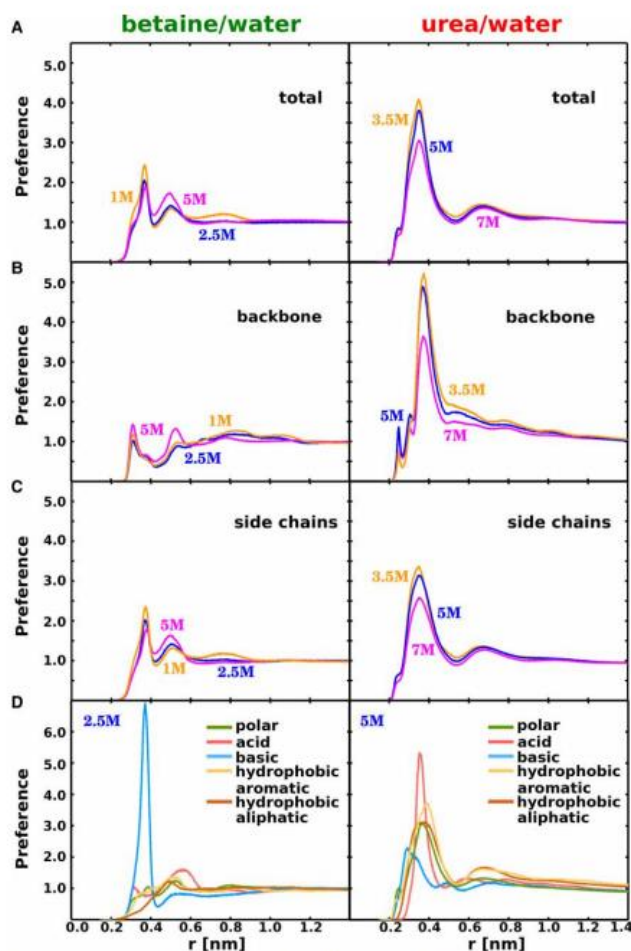 betaine/water urea/water
A
5.0 total total
4.0 3.5M
Preference 3.0 5M
2.0 1M 5M
1.0 2.5M 7M
B
5.0 backbone backbone
4.0
Preference 3.0
2.0 5M 1M 5M 3.5M
1.0 2.5M 7M
C
5.0 side chains side chains
4.0
Preference 3.0 3.5M 5M
2.0 5M 7M
1.0 1M 2.5M
D 2.5M 5M
6.0 polar polar
5.0 acid acid
basic basic
4.0 hydrophobic hydrophobic
aromatic aromatic
Preference 3.0 hydrophobic hydrophobic
aliphatic aliphatic
2.0
1.0
0.0 0.2 0.4 0.6 0.8 1.0 1.2 0.2 0.4 0.6 0.8 1.0 1.2 1.4
r [nm] r [nm]